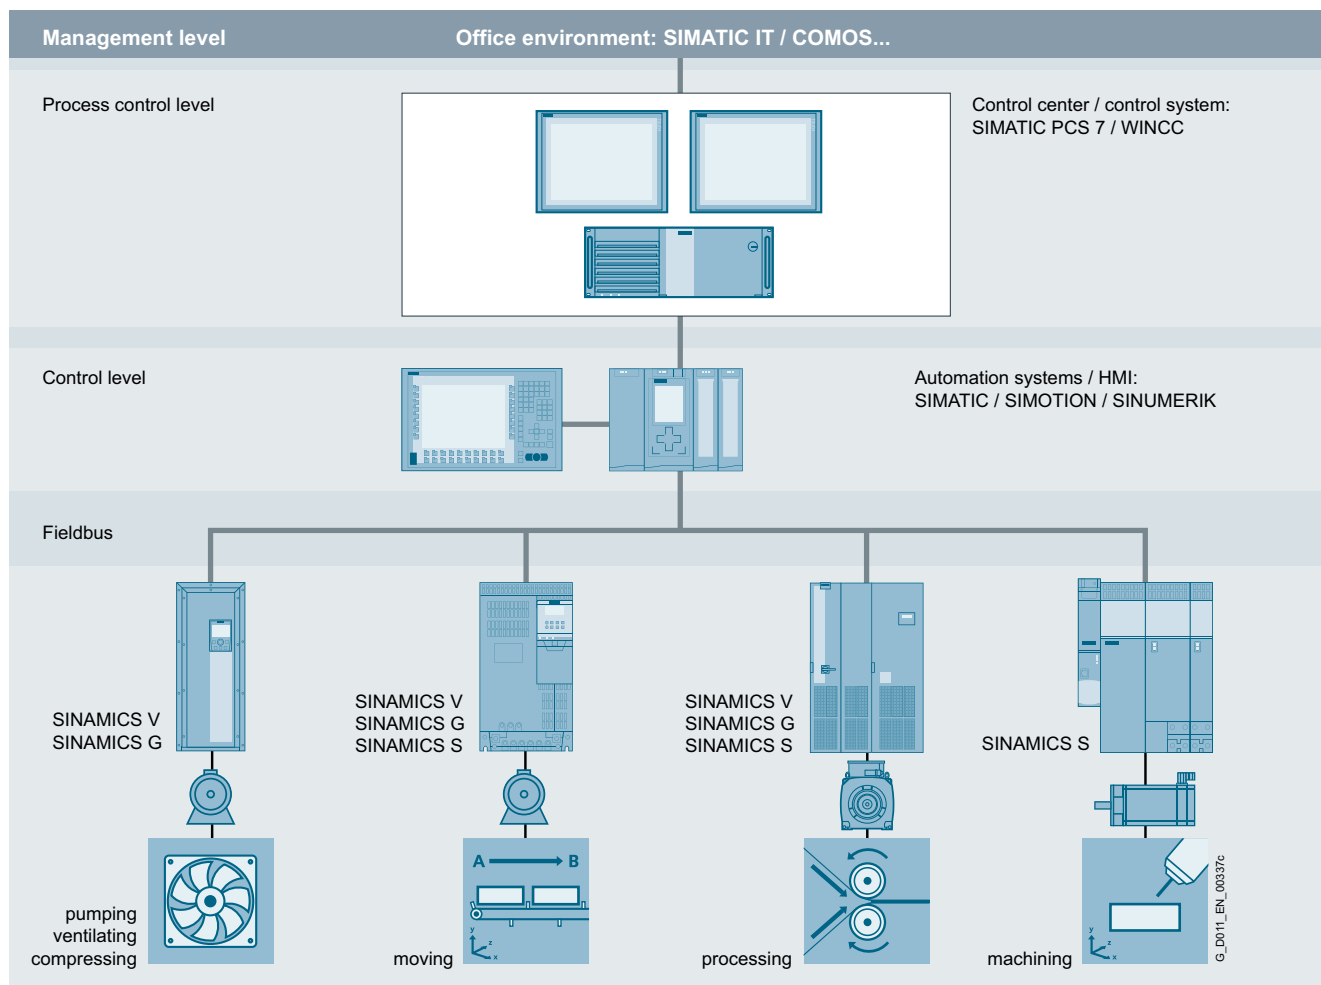 Management level
Office environment: SIMATIC IT / COMOS...
Process control level
Control center / control system:
SIMATIC PCS 7 / WINCC
Control level
Automation systems / HMI:
SIMATIC / SIMOTION / SINUMERIK
Fieldbus
SINAMICS V
SINAMICS G
SINAMICS V
SINAMICS G
SINAMICS S
SINAMICS V
SINAMICS G
SINAMICS S
SINAMICS S
pumping
ventilating
compressing
A B
y
z
x
moving
processing
y
z
x
machining
G_D011_EN_00337c